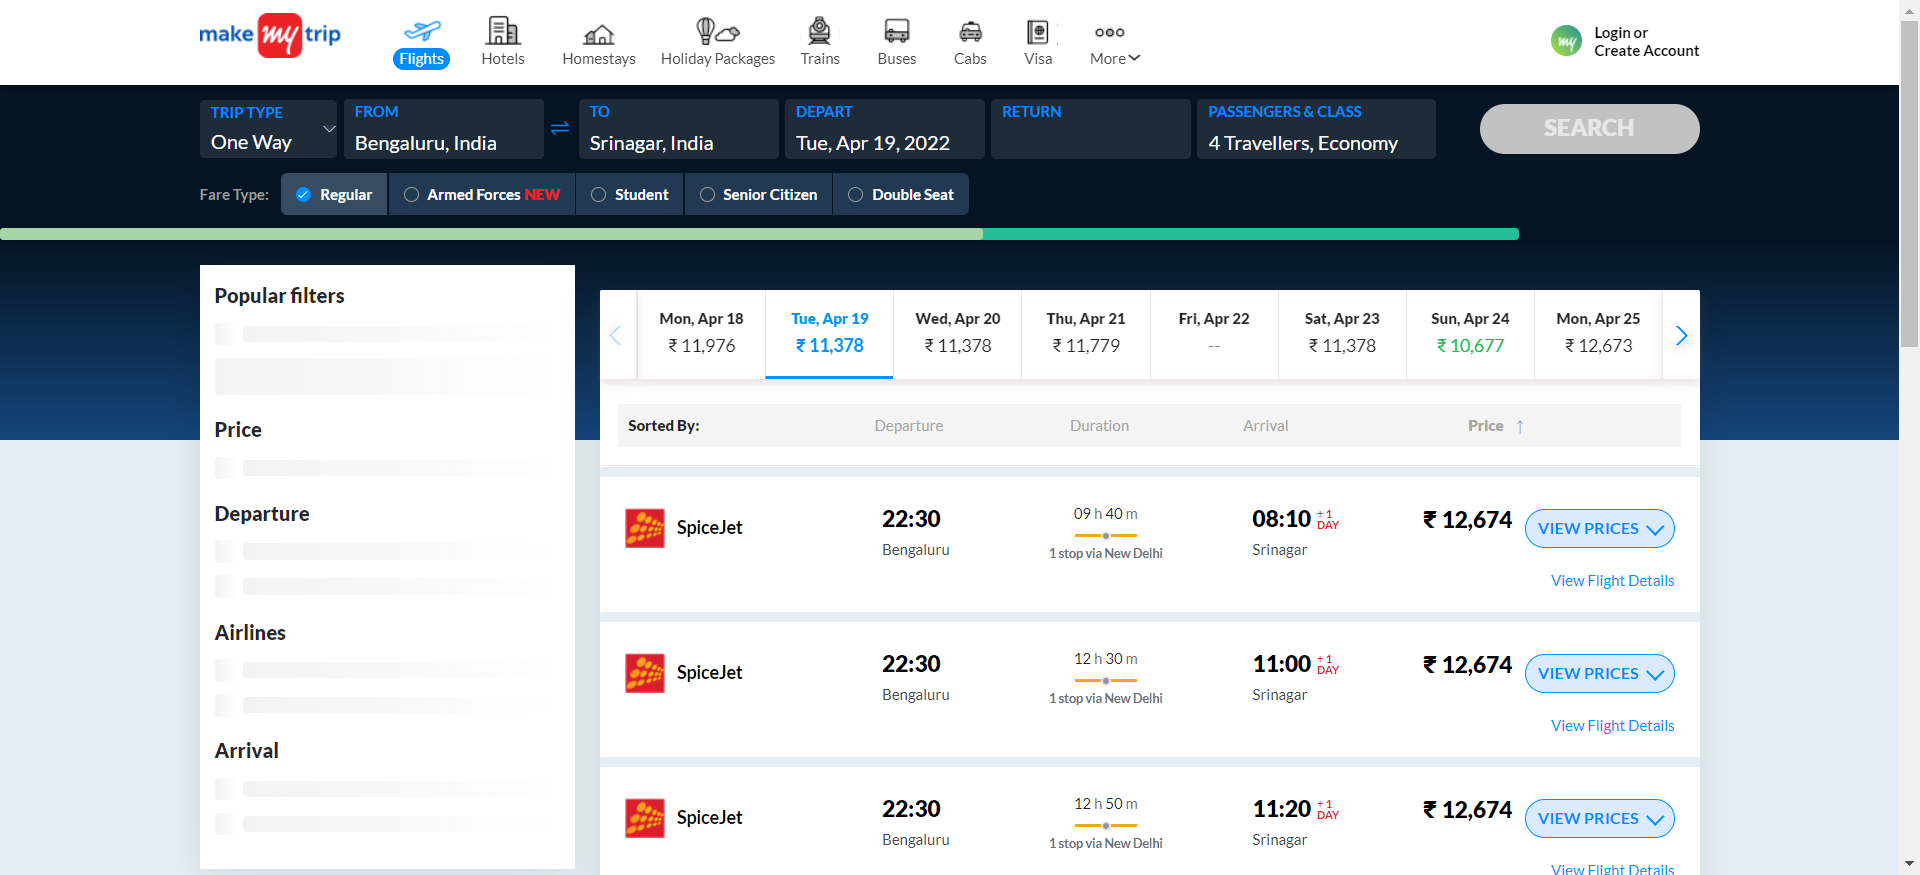 make my trip
Flights
Hotels
Homestays
Holiday Packages
Trains
Buses
Cabs
Visa
More
my
Login or
Create Account
TRIP TYPE
One Way
FROM
Bengaluru, India
TO
Srinagar, India
DEPART
Tue, Apr 19, 2022
RETURN
PASSENGERS & CLASS
4 Travellers, Economy
SEARCH
Fare Type:
Regular
Armed Forces NEW
Student
Senior Citizen
Double Seat
Popular filters
Price
Departure
Airlines
Arrival
Mon, Apr 18
₹ 11,976
Tue, Apr 19
₹ 11,378
Wed, Apr 20
₹ 11,378
Thu, Apr 21
₹ 11,779
Fri, Apr 22
--
Sat, Apr 23
₹ 11,378
Sun, Apr 24
₹ 10,677
Mon, Apr 25
₹ 12,673
Sorted By: Departure Duration Arrival Price ↑
SpiceJet
22:30
Bengaluru
09 h 40 m
1 stop via New Delhi
08:10 +1 DAY
Srinagar
₹ 12,674
VIEW PRICES
View Flight Details
SpiceJet
22:30
Bengaluru
12 h 30 m
1 stop via New Delhi
11:00 +1 DAY
Srinagar
₹ 12,674
VIEW PRICES
View Flight Details
SpiceJet
22:30
Bengaluru
12 h 50 m
1 stop via New Delhi
11:20 +1 DAY
Srinagar
₹ 12,674
VIEW PRICES
View Flight Details